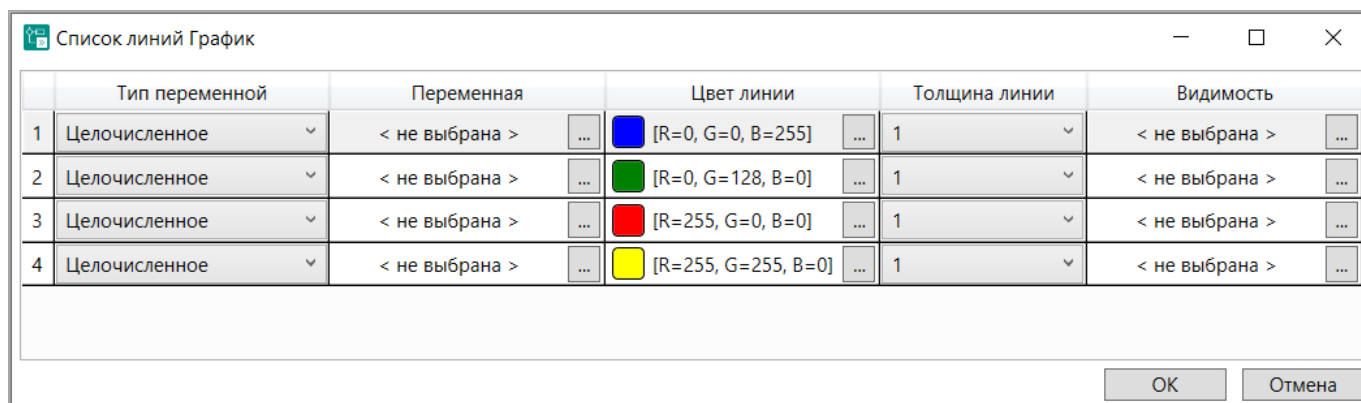 Список линий График
Тип переменной Переменная Цвет линии Толщина линии Видимость
1 Целочисленное < не выбрана > ... [R=0, G=0, B=255] ... 1 < не выбрана > ...
2 Целочисленное < не выбрана > ... [R=0, G=128, B=0] ... 1 < не выбрана > ...
3 Целочисленное < не выбрана > ... [R=255, G=0, B=0] ... 1 < не выбрана > ...
4 Целочисленное < не выбрана > ... [R=255, G=255, B=0] ... 1 < не выбрана > ...
OK Отмена